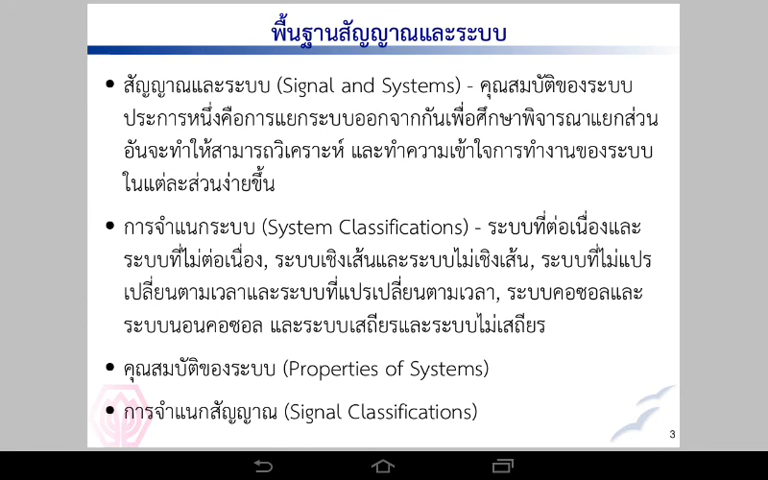 พื้นฐานสัญญาณและระบบ
• สัญญาณและระบบ (Signal and Systems) - คุณสมบัติของระบบ
ประการหนึ่งคือการแยกระบบออกจากกันเพื่อศึกษาพิจารณาแยกส่วน
อันจะทำให้สามารถวิเคราะห์ และทำความเข้าใจการทำงานของระบบ
ในแต่ละส่วนง่ายขึ้น
• การจำแนกระบบ (System Classifications) - ระบบที่ต่อเนื่องและ
ระบบที่ไม่ต่อเนื่อง, ระบบเชิงเส้นและระบบไม่เชิงเส้น, ระบบที่ไม่แปร
เปลี่ยนตามเวลาและระบบที่แปรเปลี่ยนตามเวลา, ระบบคอซอลและ
ระบบนอนคอซอล และระบบเสถียรและระบบไม่เสถียร
• คุณสมบัติของระบบ (Properties of Systems)
• การจำแนกสัญญาณ (Signal Classifications)
3